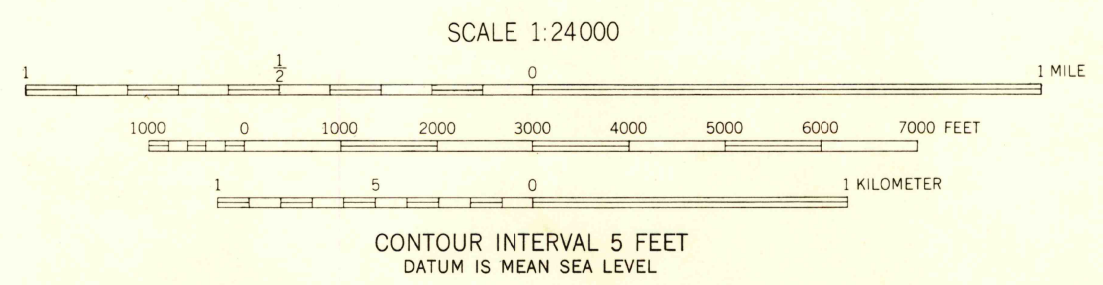 SCALE 1:24000
1 1/2 0 1 MILE
1000 0 1000 2000 3000 4000 5000 6000 7000 FEET
1 5 0 1 KILOMETER
CONTOUR INTERVAL 5 FEET
DATUM IS MEAN SEA LEVEL